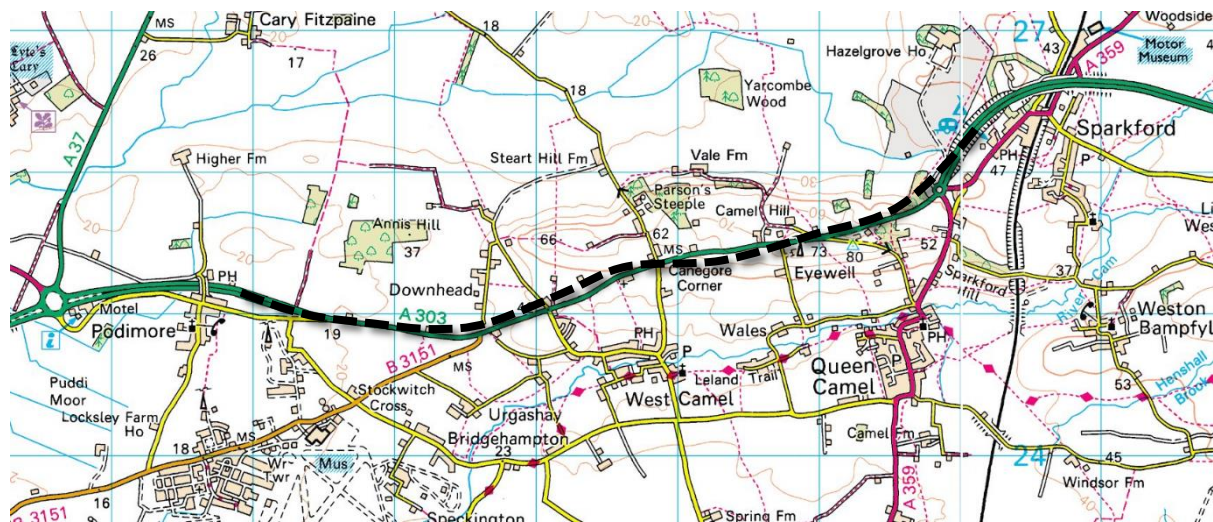 MS
Cary Fitzpaine
26
17
Lyte's
Cary
A 37
20
18
18
20
Hazelgrove Ho
27
43
A 359
Woodside
Motor
Museum
Yarcombe
Wood
Sparkford
PH
47
P
Higher Fm
Steart Hill Fm
Vale Fm
Parson's
Steeple
Camel Hill
30
Annis Hill
37
66
62
MS
73
80
52
Canegore
Corner
Eyewell
Sparkford
Hill
37
River Cam
Downhead
PH
A 303
Motel
Podimore
19
B 3151
MS
PH
Wales
P
West Camel
Leland
Trail
Queen
Camel
P
PH
Weston
Bampfyl
53
Henshall
Brook
Puddi
Moor
Locksley Farm
Ho
Stockwitch
Cross
Urgashay
Bridgehampton
23
18
MS
Wr
wr
Mus
Camel Fm
24
45
Windsor Fm
16
B 3151
Speckington
Spring Fm
A 359